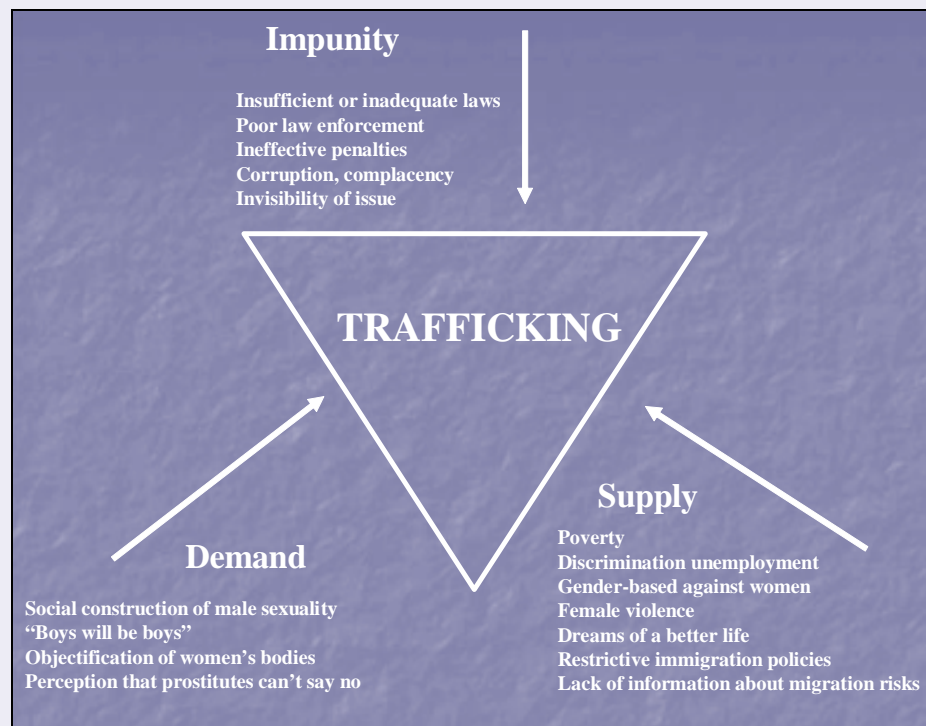 Impunity
Insufficient or inadequate laws
Poor law enforcement
Ineffective penalties
Corruption, complacency
Invisibility of issue
TRAFFICKING
Demand
Social construction of male sexuality
“Boys will be boys”
Objectification of women’s bodies
Perception that prostitutes can’t say no
Supply
Poverty
Discrimination unemployment
Gender-based against women
Female violence
Dreams of a better life
Restrictive immigration policies
Lack of information about migration risks